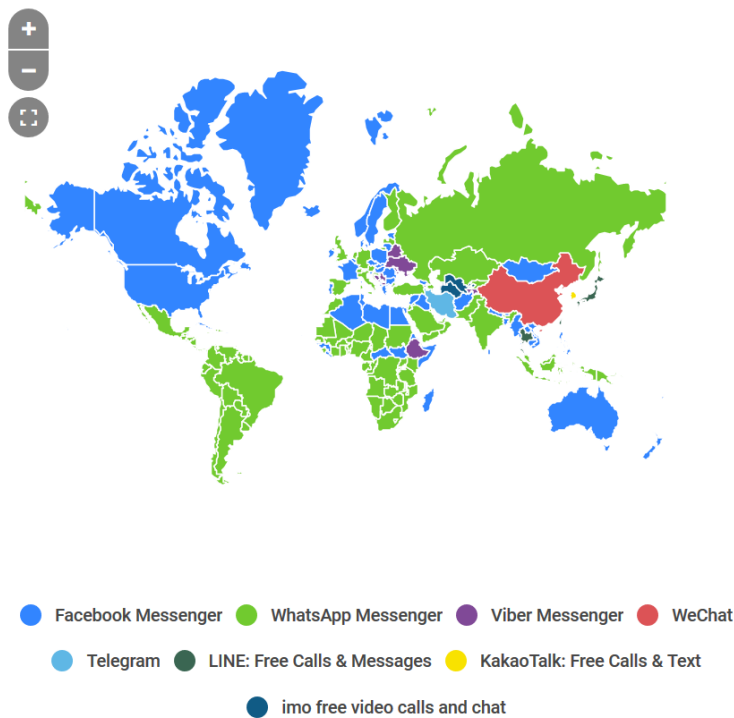 Facebook Messenger WhatsApp Messenger Viber Messenger WeChat
Telegram LINE: Free Calls & Messages KakaoTalk: Free Calls & Text
imo free video calls and chat